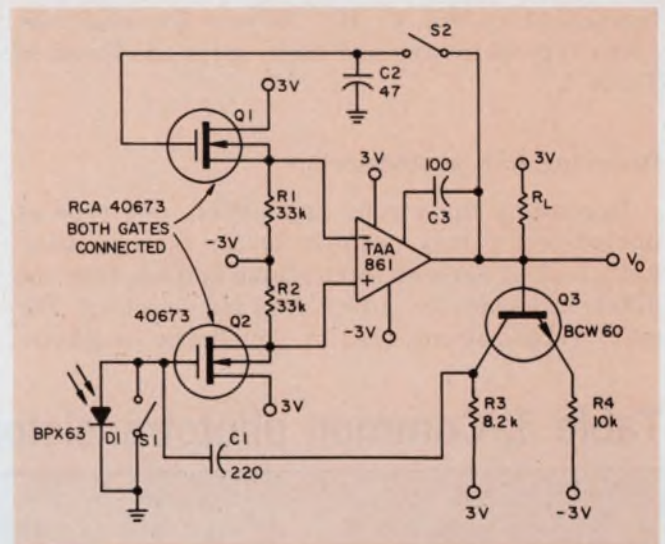 S2
C2
47
3V
Q1
RCA 40673
BOTH GATES
CONNECTED
R1
33k
-3V
R2
33k
3V
100
C3
TAA
861
-
+
-3V
3V
RL
Vo
Q3
BCW 60
40673
Q2
3V
BPX63
D1
S1
C1
220
R3
8.2k
3V
R4
10k
-3V